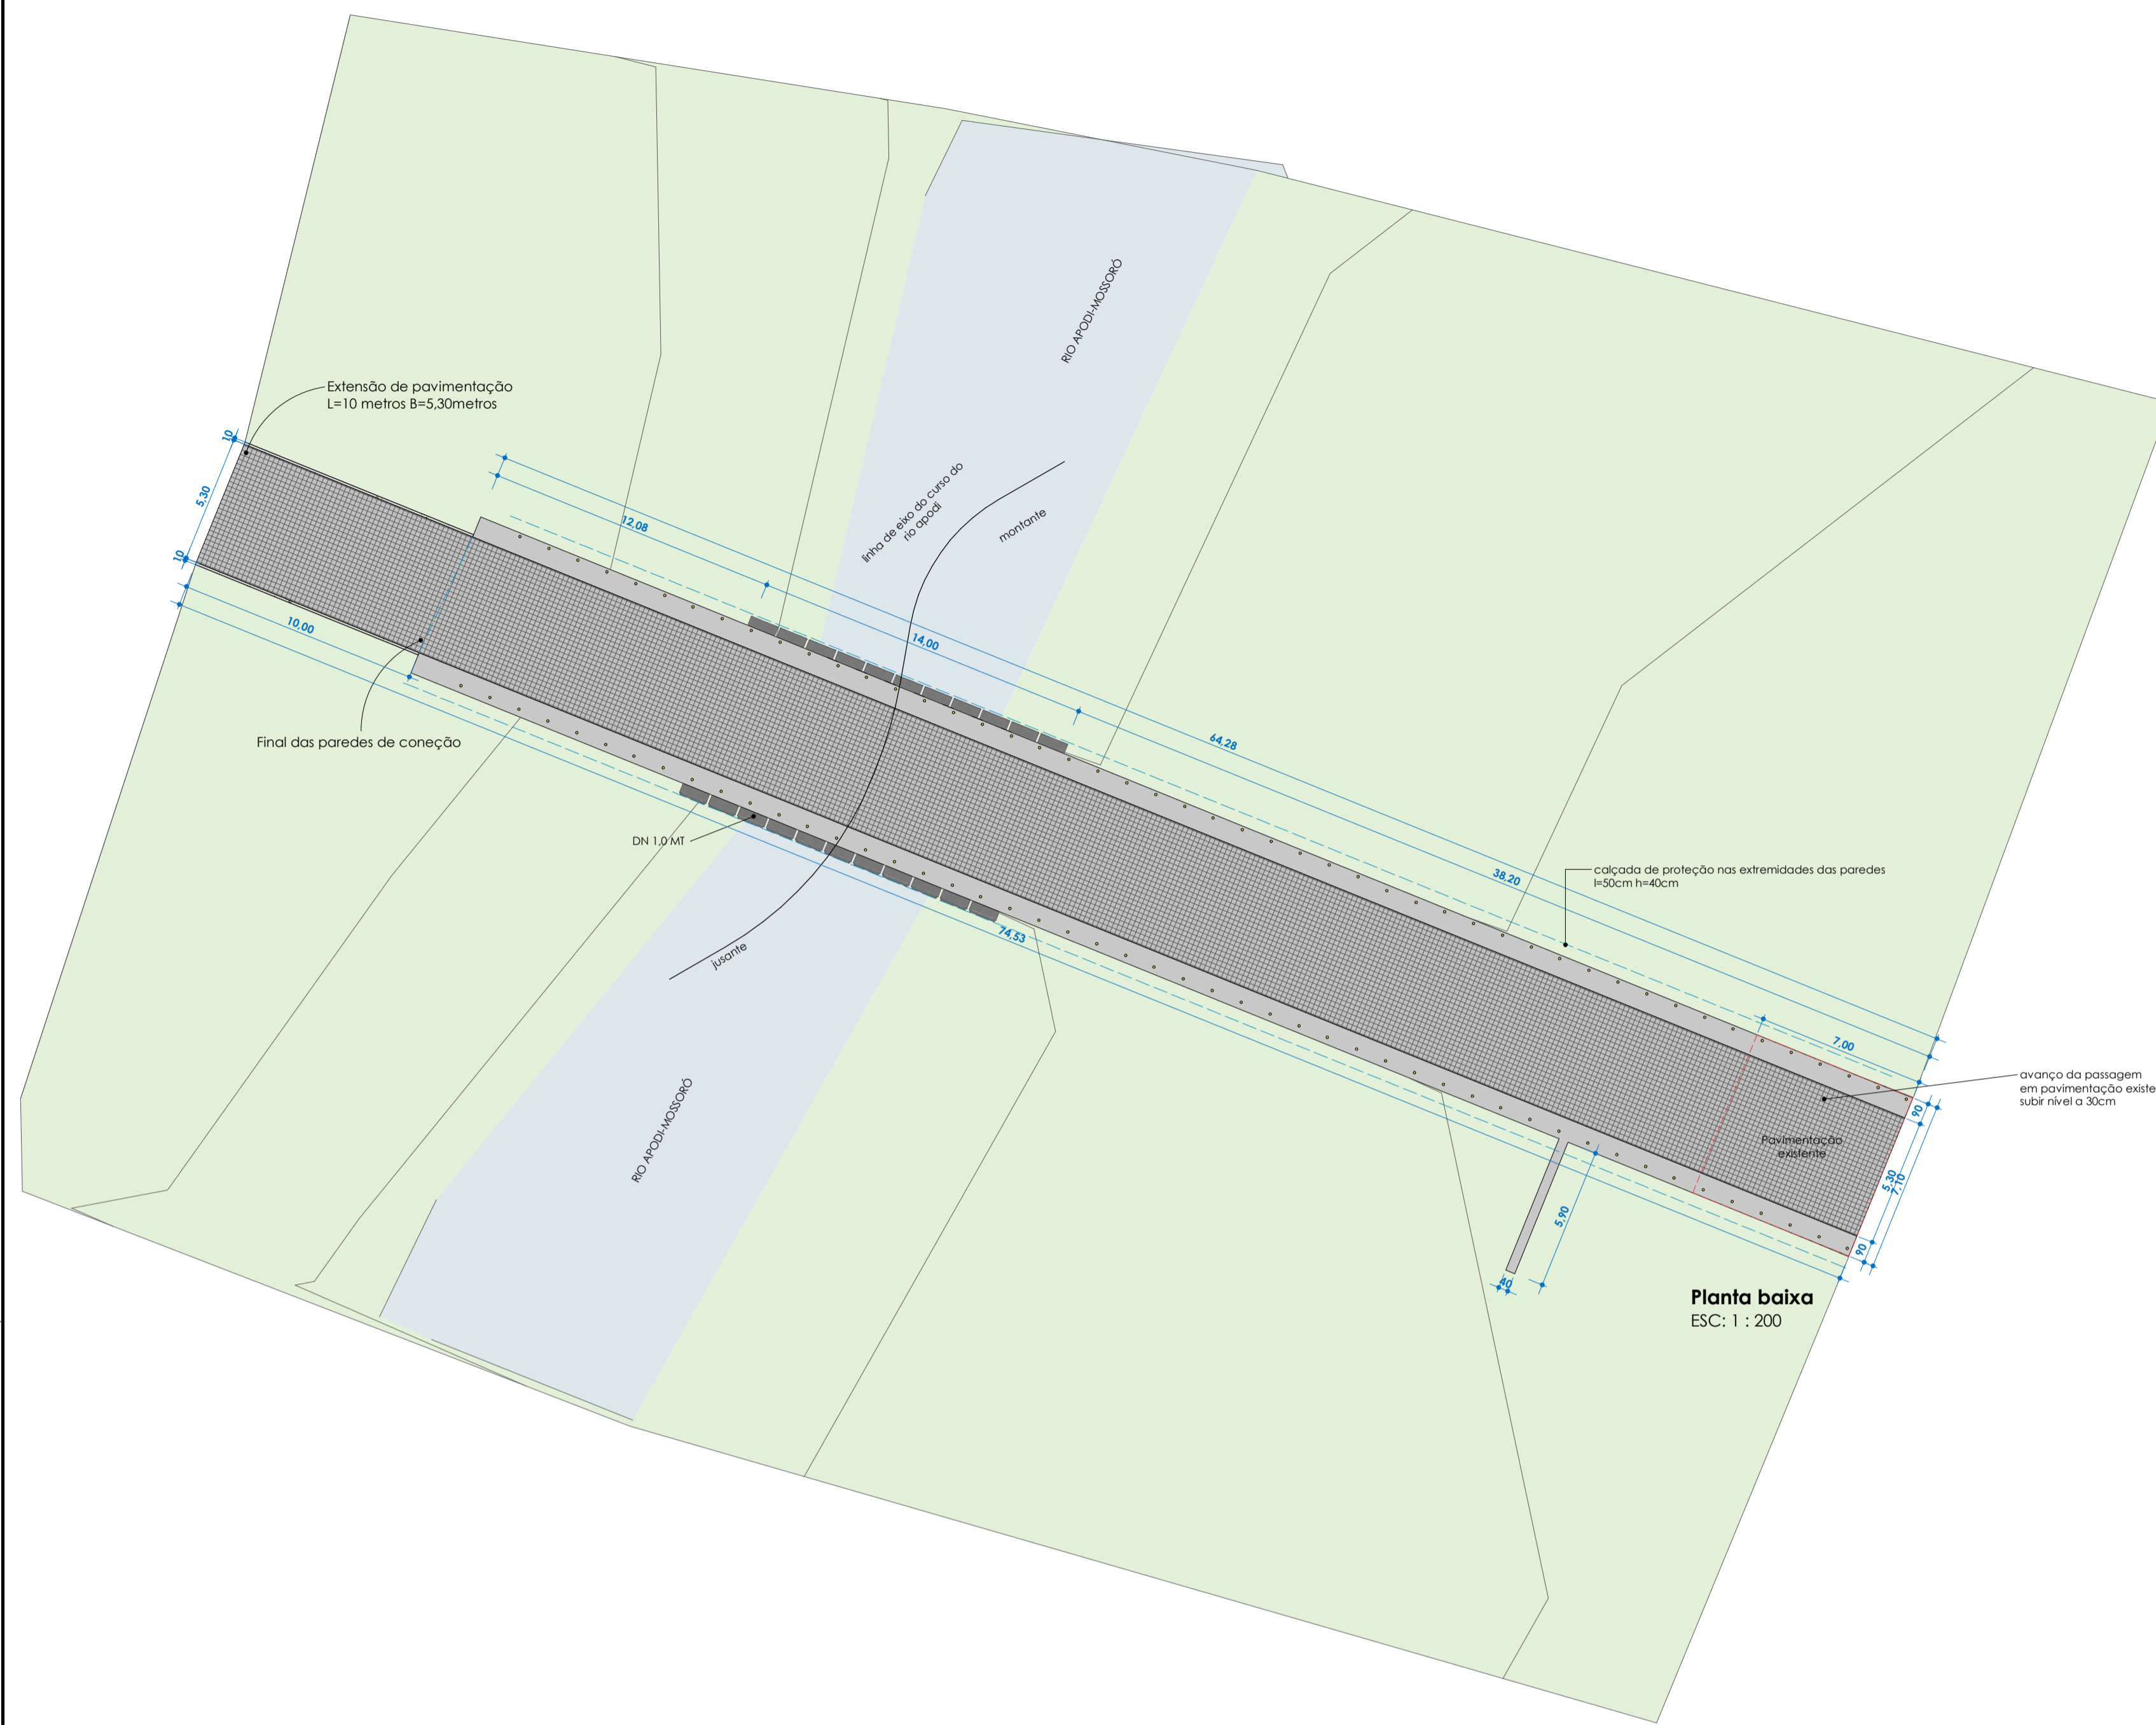 RIO APODI-MOSSORÓ
Extensão de pavimentação
L=10 metros B=5,30metros
10
5,30
10
12,08
linha de eixo do curso do
rio apodi
montante
10,00
14,00
Final das paredes de coneção
64,28
DN 1,0 MT
calçada de proteção nas extremidades das paredes
l=50cm h=40cm
38,20
74,53
jusante
7,00
avanço da passagem
em pavimentação existe
subir nível a 30cm
90
Pavimentação
existente
RIO APODI-MOSSORÓ
5,30
7,10
5,90
90
40
Planta baixa
ESC: 1 : 200